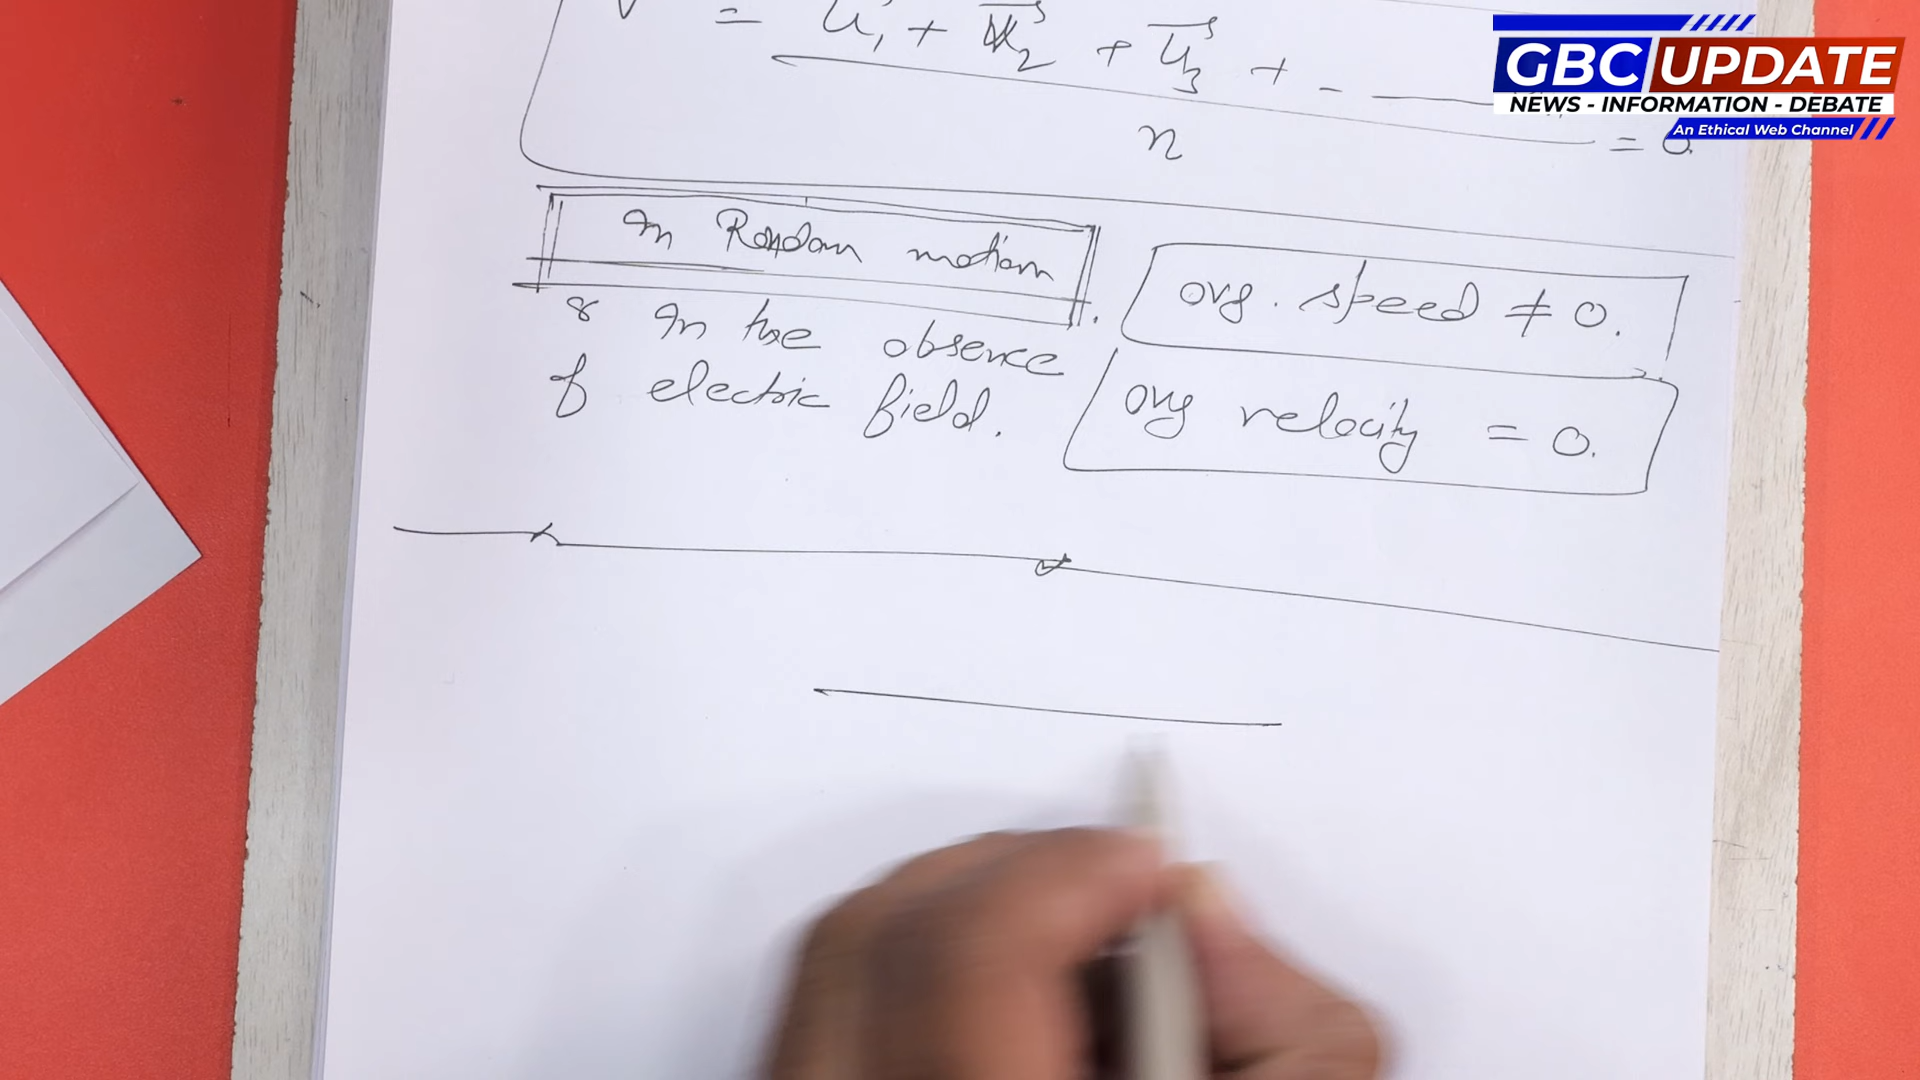 = u₁ + u₂ + u₃ + - ——
n
= 0.
In Random motion
& In the absence
of electric field.
avg. speed ≠ 0.
avg velocity = 0.
GBC UPDATE
NEWS - INFORMATION - DEBATE
An Ethical Web Channel